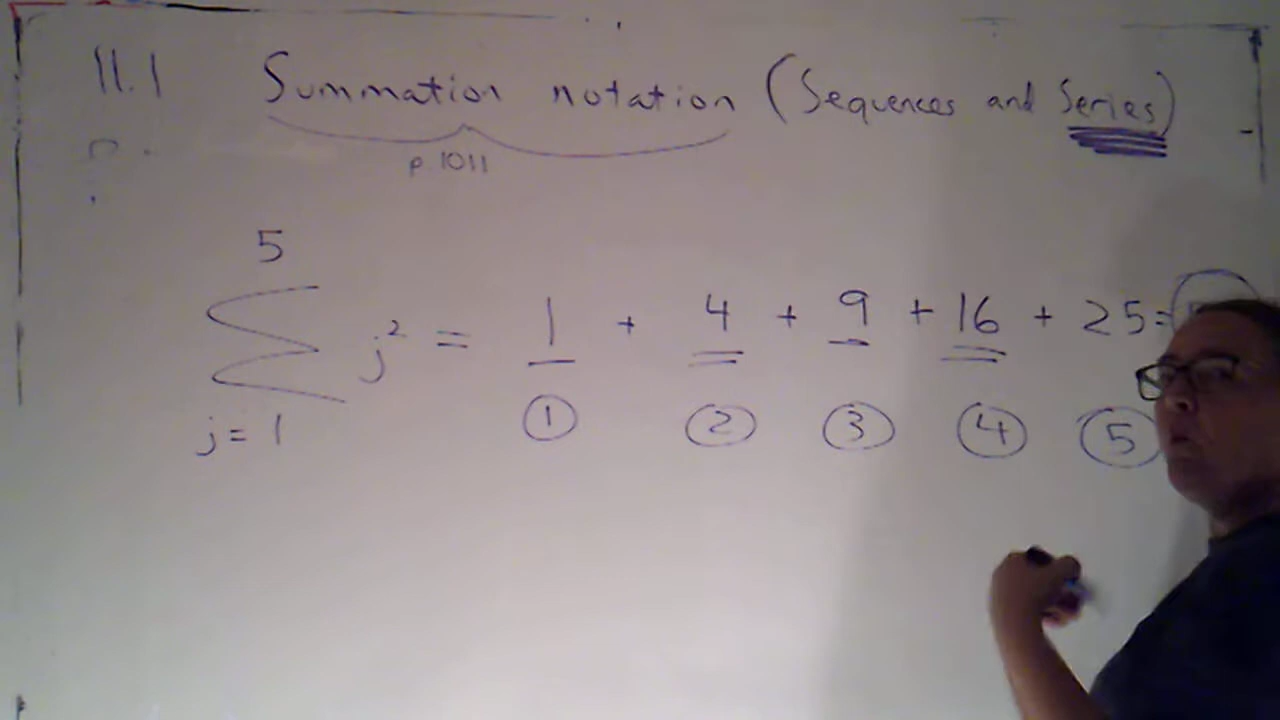 11.1 Summation notation (Sequences and Series)
p 1011
5
∑ j² = 1 + 4 + 9 + 16 + 25 =
j = 1 ① ② ③ ④ ⑤